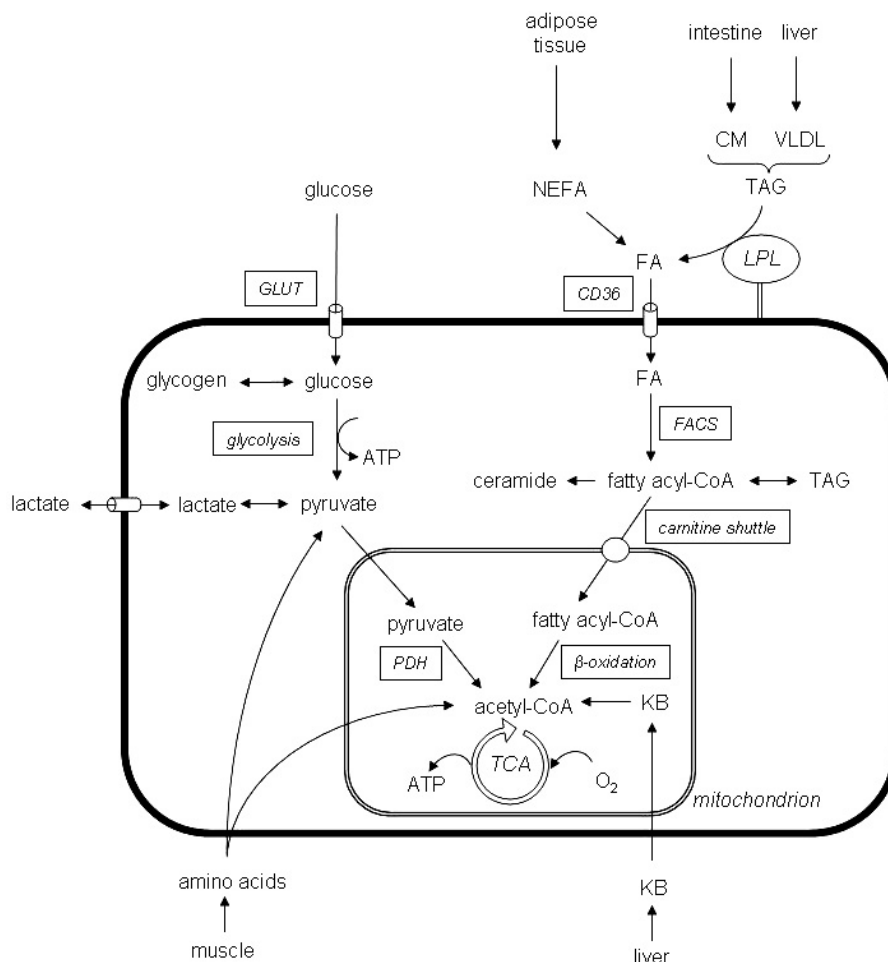 adipose
tissue
intestine liver
CM VLDL
TAG
NEFA
glucose
FA
LPL
GLUT
CD36
glycogen
glucose
FA
glycolysis
ATP
FACS
ceramide
fatty acyl-CoA
TAG
lactate
lactate
pyruvate
carnitine shuttle
pyruvate
fatty acyl-CoA
PDH
β-oxidation
acetyl-CoA
KB
TCA
ATP
O₂
mitochondrion
amino acids
KB
muscle
liver